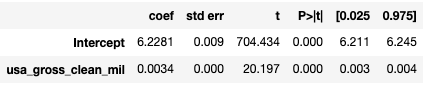 coef std err t P>|t| [0.025 0.975]
Intercept 6.2281 0.009 704.434 0.000 6.211 6.245
usa_gross_clean_mil 0.0034 0.000 20.197 0.000 0.003 0.004